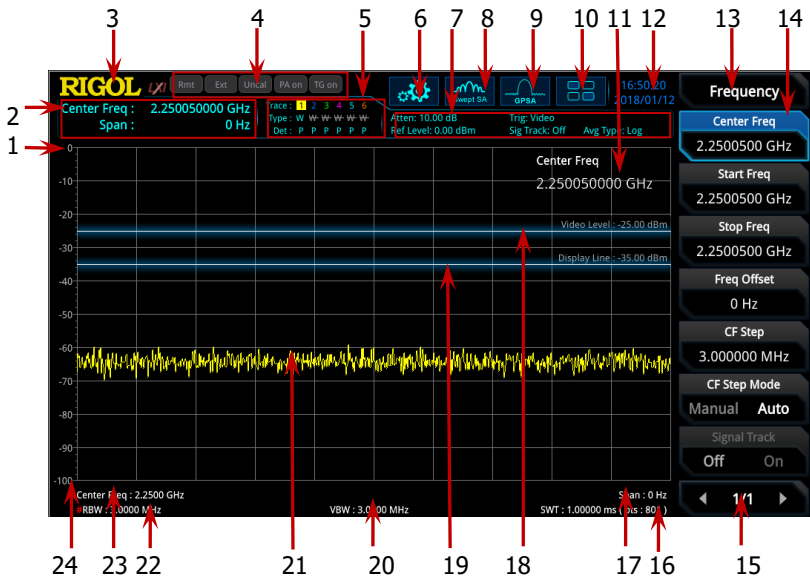 3 4 5 6 7 8 9 10 11 12 13 14
RIGOL LXI Rmt Ext Uncal PA on TG on
Swept SA GPSA
16:50:20
2018/01/12
2 Center Freq : 2.250050000 GHz
Span : 0 Hz
Trace : 1 2 3 4 5 6
Type : W W W W W W
Det : P P P P P P
Atten: 10.00 dB Trig: Video
Ref Level: 0.00 dBm Sig Track: Off Avg Type: Log
1 0
-10
-20
-30
-40
-50
-60
-70
-80
-90
-100
Center Freq
2.250050000 GHz
Video Level : -25.00 dBm
Display Line : -35.00 dBm
Center Freq : 2.2500 GHz Span : 0 Hz
#RBW : 3.0000 MHz VBW : 3.0000 MHz SWT : 1.00000 ms ( pts : 801 )
Frequency
Center Freq
2.2500500 GHz
Start Freq
2.2500500 GHz
Stop Freq
2.2500500 GHz
Freq Offset
0 Hz
CF Step
3.000000 MHz
CF Step Mode
Manual Auto
Signal Track
Off On
1/1
24 23 22 21 20 19 18 17 16 15